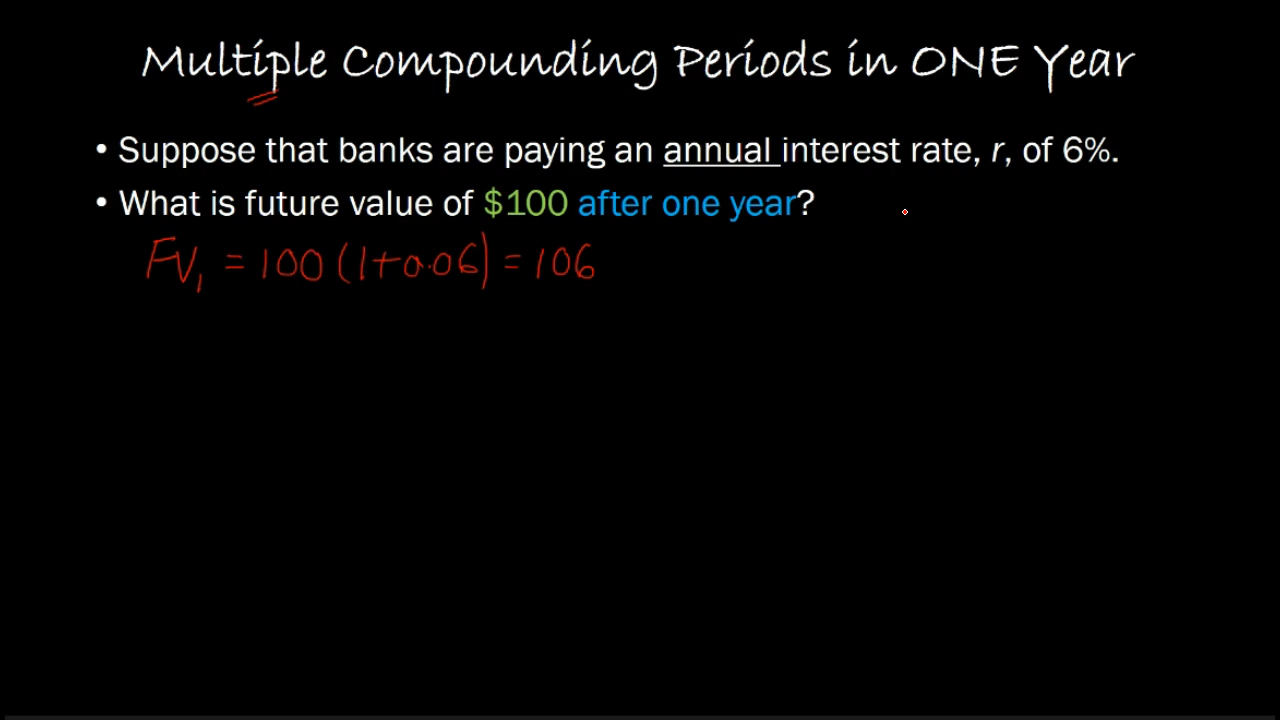 Multiple Compounding Periods in ONE Year
• Suppose that banks are paying an annual interest rate, r, of 6%.
• What is future value of $100 after one year?
FV₁ = 100 (1+0.06) = 106